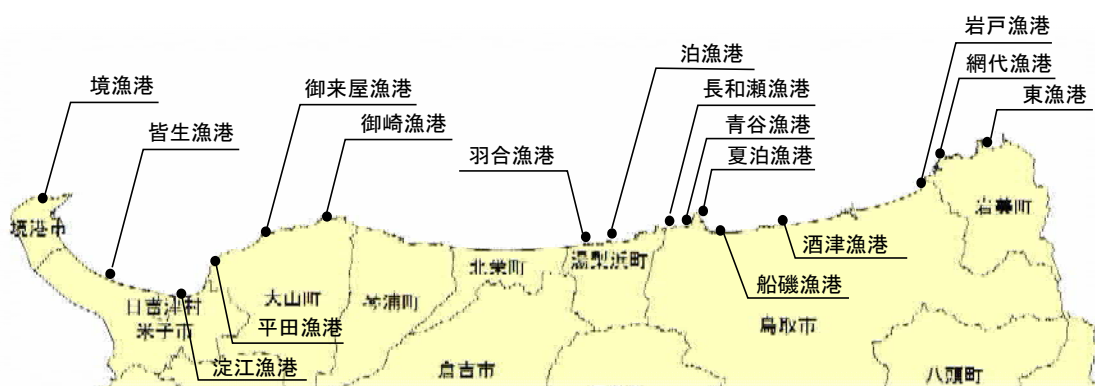 岩戸漁港
網代漁港
東漁港
泊漁港
境漁港
御来屋漁港
長和瀬漁港
皆生漁港
御崎漁港
青谷漁港
羽合漁港
夏泊漁港
岩美町
境港市
酒津漁港
北栄町
湯梨浜町
船磯漁港
日吉津村
大山町
琴浦町
鳥取市
米子市
平田漁港
淀江漁港
倉吉市
八頭町